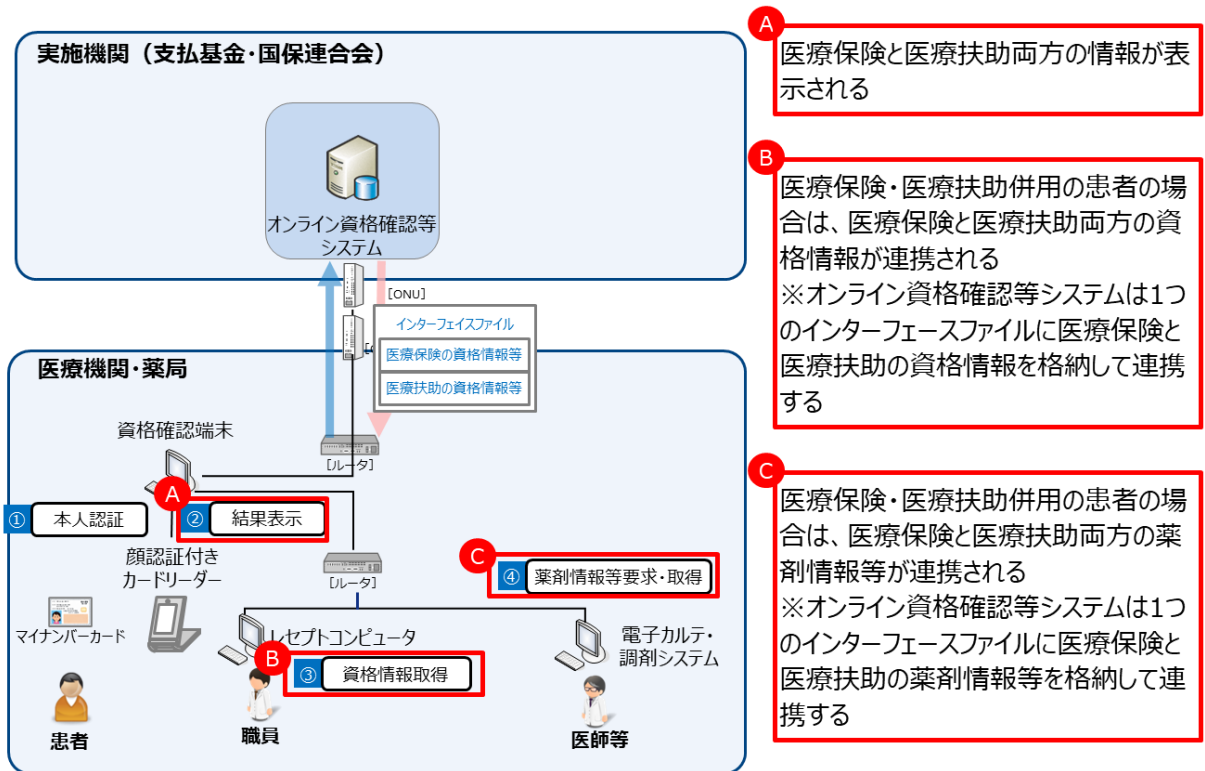 実施機関（支払基金･国保連合会）
オンライン資格確認等
システム
[ONU]
インターフェイスファイル
医療保険の資格情報等
医療扶助の資格情報等
医療機関･薬局
資格確認端末
[ルータ]
A
① 本人認証
② 結果表示
顔認証付き
カードリーダー
マイナンバーカード
[ルータ]
C
④ 薬剤情報等要求･取得
レセプトコンピュータ
電子カルテ・
調剤システム
B
③ 資格情報取得
患者
職員
医師等
A
医療保険と医療扶助両方の情報が表
示される
B
医療保険・医療扶助併用の患者の場
合は、医療保険と医療扶助両方の資
格情報が連携される
※オンライン資格確認等システムは1つ
のインターフェースファイルに医療保険と
医療扶助の資格情報を格納して連携
する
C
医療保険・医療扶助併用の患者の場
合は、医療保険と医療扶助両方の薬
剤情報等が連携される
※オンライン資格確認等システムは1つ
のインターフェースファイルに医療保険と
医療扶助の薬剤情報等を格納して連
携する